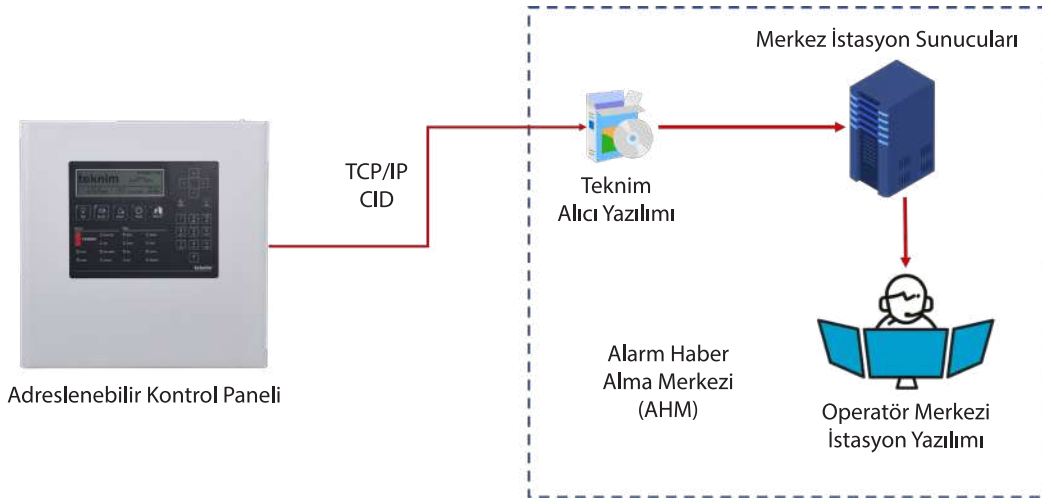 Merkez İstasyon Sunucuları
teknim
TCP/IP
CID
Teknim
Alıcı Yazılımı
Alarm Haber
Alma Merkezi
(AHM)
Adreslenebilir Kontrol Paneli
Operatör Merkezi
İstasyon Yazılımı
teknim